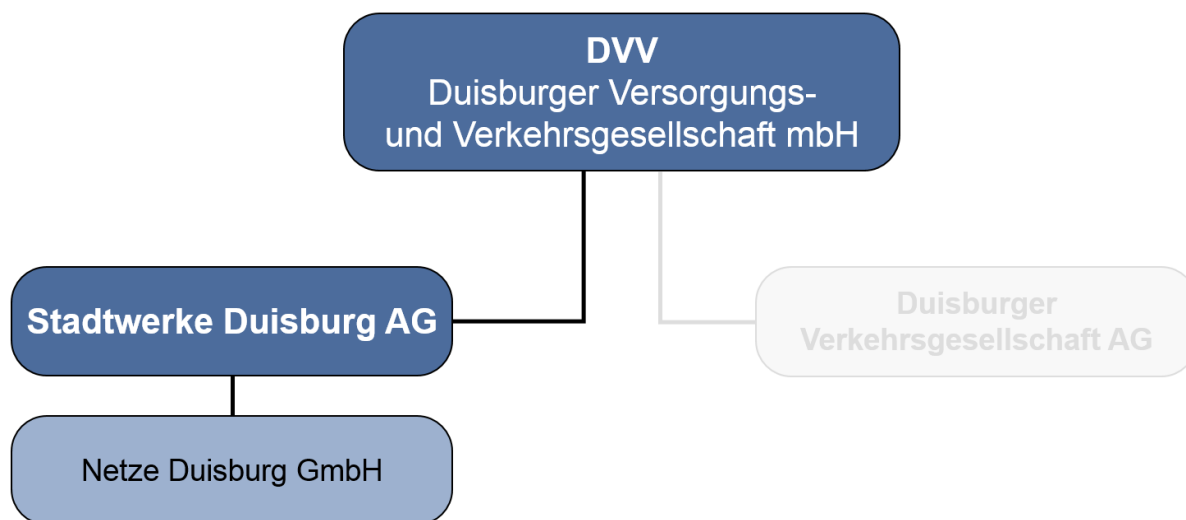 DVV
Duisburger Versorgungs-
und Verkehrsgesellschaft mbH
Stadtwerke Duisburg AG
Duisburger
Verkehrsgesellschaft AG
Netze Duisburg GmbH